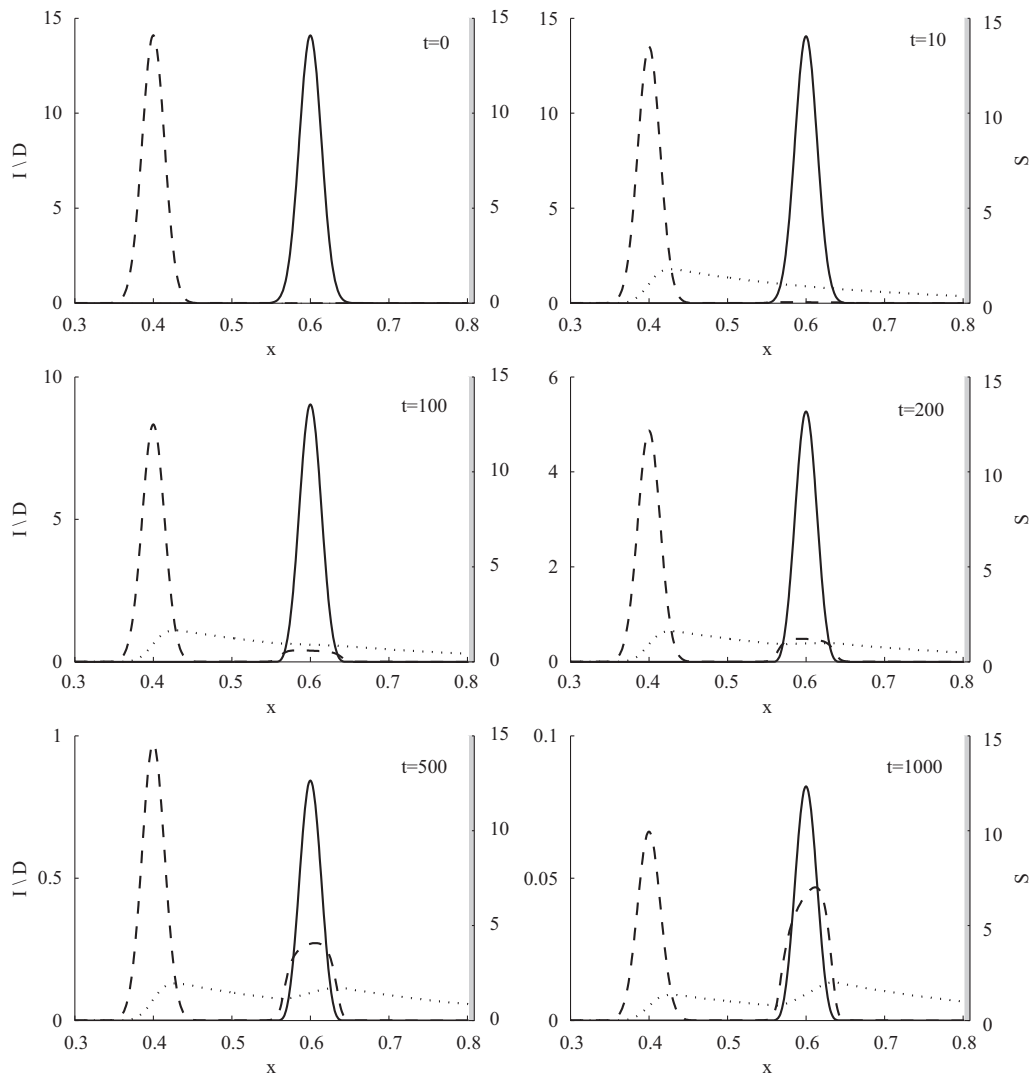 15 15 15 15
t=0 t=10
10 10 10 10
I \ D S
5 5 5 5
0 0 0 0
0.3 0.4 0.5 0.6 0.7 0.8 0.3 0.4 0.5 0.6 0.7 0.8
x x
10 15 6 15
t=100 t=200
10 4 10
I \ D 5 S
5 2 5
0 0 0 0
0.3 0.4 0.5 0.6 0.7 0.8 0.3 0.4 0.5 0.6 0.7 0.8
x x
1 15 0.1 15
t=500 t=1000
10 10
I \ D 0.5 0.05 S
5 5
0 0 0 0
0.3 0.4 0.5 0.6 0.7 0.8 0.3 0.4 0.5 0.6 0.7 0.8
x x